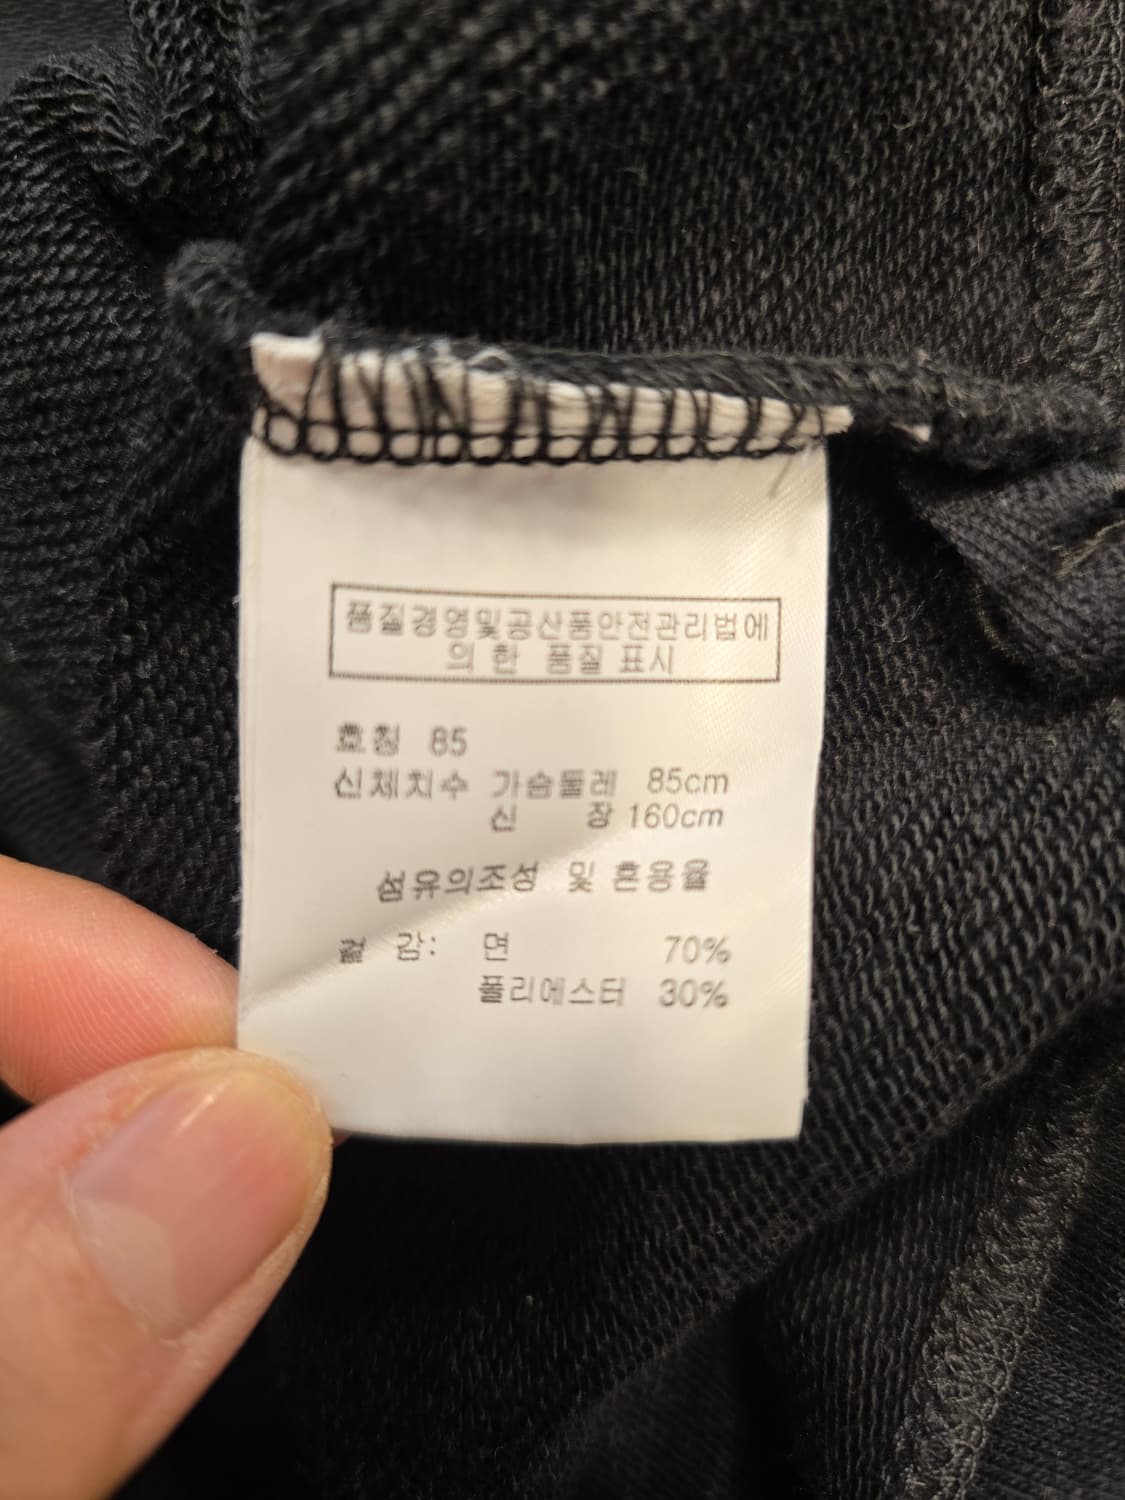 품질경영및공산품안전관리법에
의 한 품질 표시
호칭 85
신체치수 가슴둘레 85cm
신 장 160cm
섬유의조성 및 혼용율
겉 감: 면 70%
폴리에스터 30%